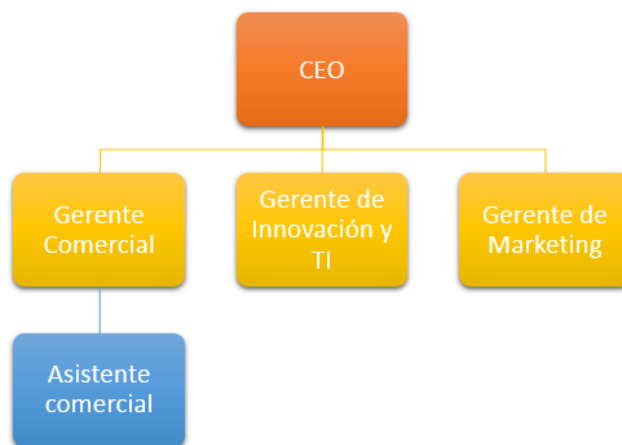 CEO
Gerente
Comercial
Gerente de
Innovación y
TI
Gerente de
Marketing
Asistente
comercial